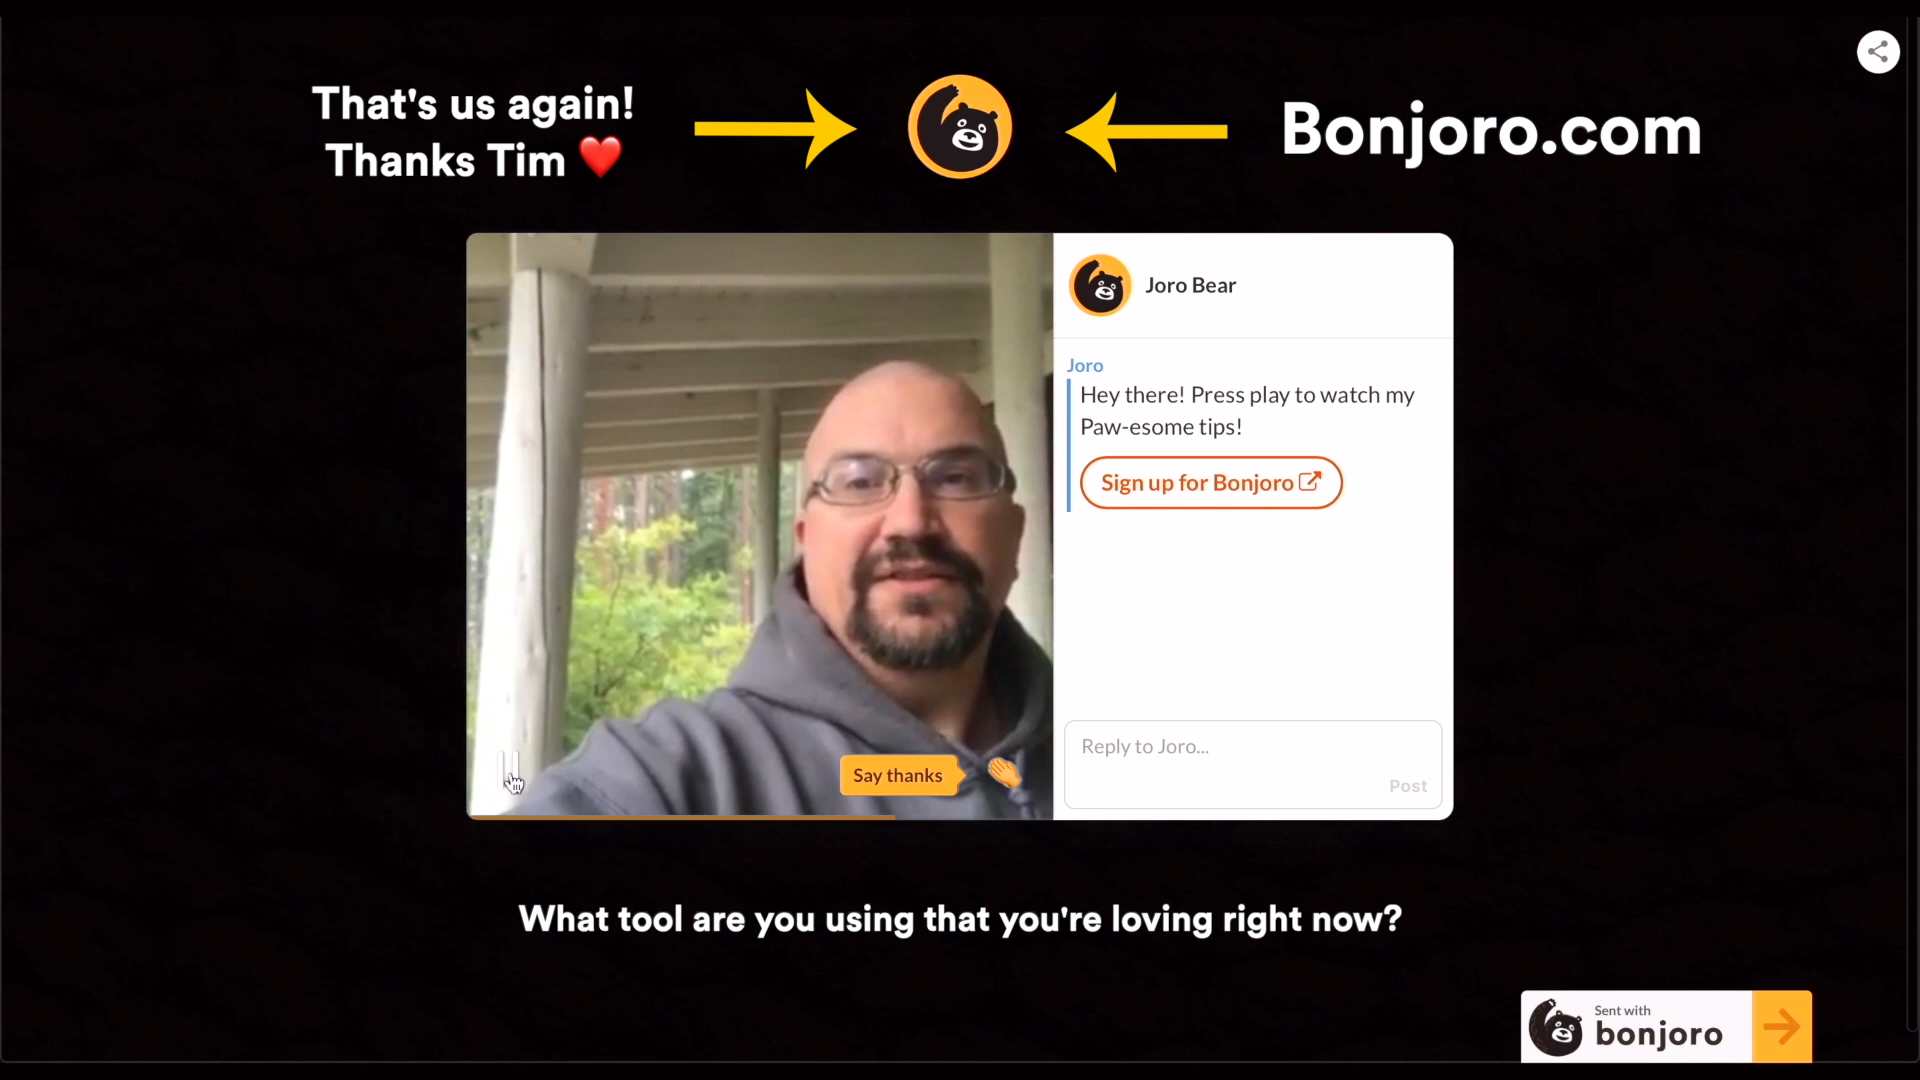 That's us again!
Thanks Tim ❤️
Bonjoro.com
Joro Bear
Joro
Hey there! Press play to watch my
Paw-esome tips!
Sign up for Bonjoro
Say thanks
Reply to Joro...
Post
What tool are you using that you're loving right now?
Sent with
bonjoro